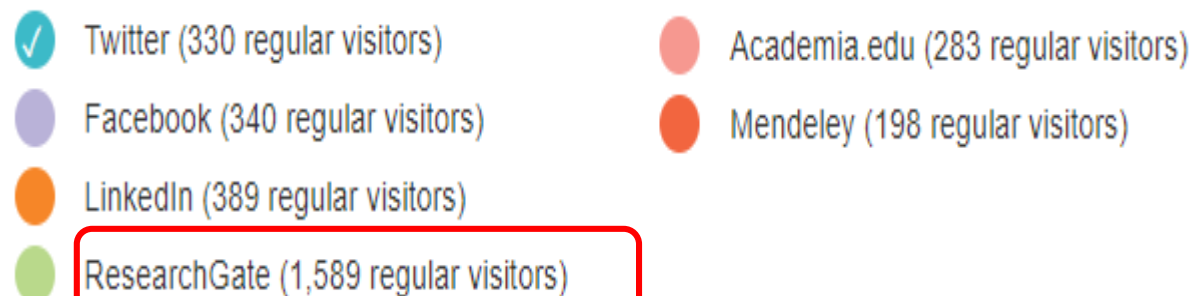 Twitter (330 regular visitors)
Facebook (340 regular visitors)
LinkedIn (389 regular visitors)
ResearchGate (1,589 regular visitors)
Academia.edu (283 regular visitors)
Mendeley (198 regular visitors)